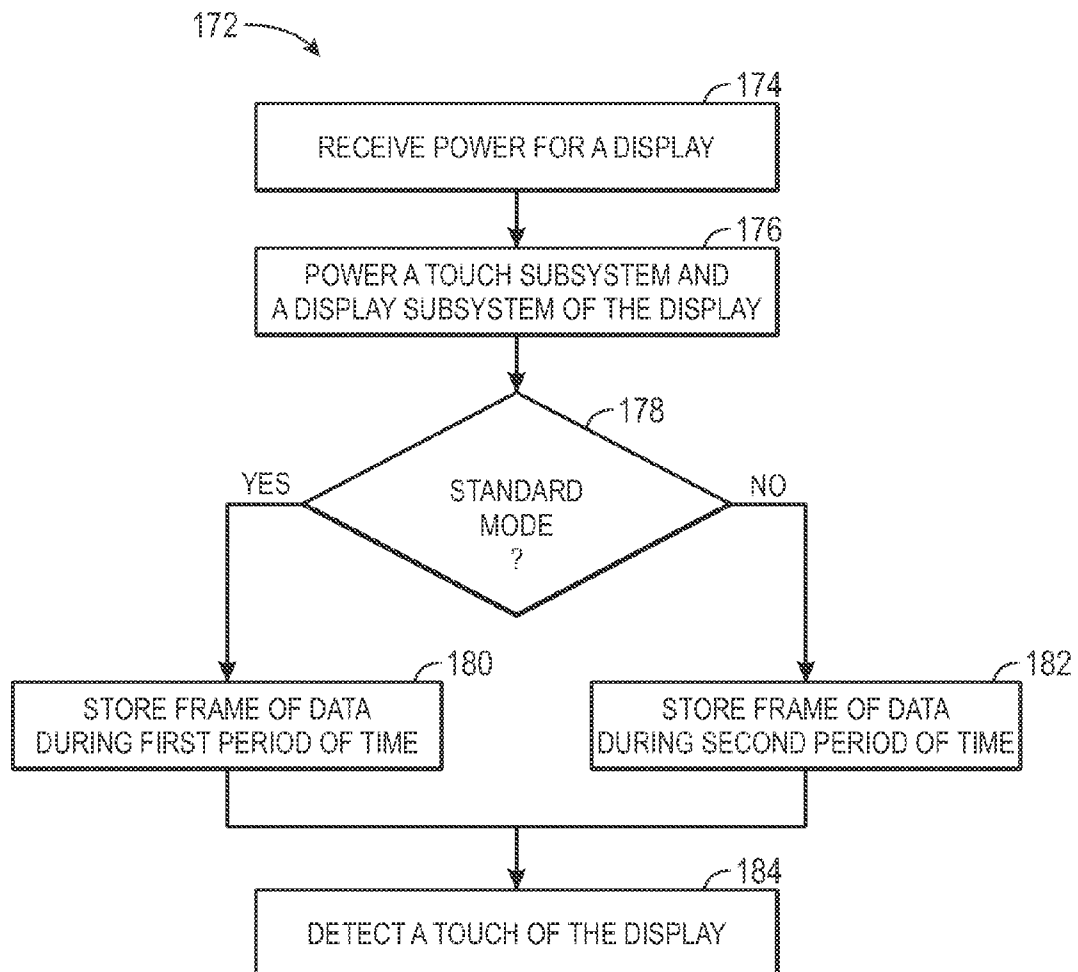 172
174
RECEIVE POWER FOR A DISPLAY
176
POWER A TOUCH SUBSYSTEM AND
A DISPLAY SUBSYSTEM OF THE DISPLAY
178
YES
NO
STANDARD
MODE
?
180
182
STORE FRAME OF DATA
DURING FIRST PERIOD OF TIME
STORE FRAME OF DATA
DURING SECOND PERIOD OF TIME
184
DETECT A TOUCH OF THE DISPLAY